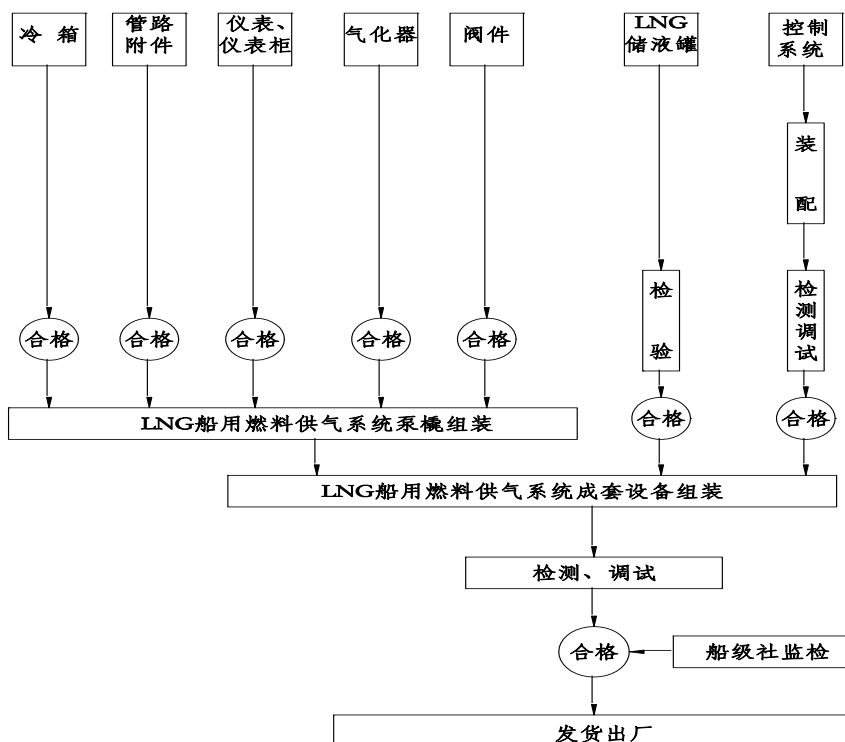 冷 箱
管路
附件
仪表、
仪表柜
气化器
阀件
LNG
储液罐
控制
系统
装
配
检
验
检
测
调
试
合格
合格
合格
合格
合格
合格
合格
LNG船用燃料供气系统泵橇组装
LNG船用燃料供气系统成套设备组装
检测、调试
合格
船级社监检
发货出厂